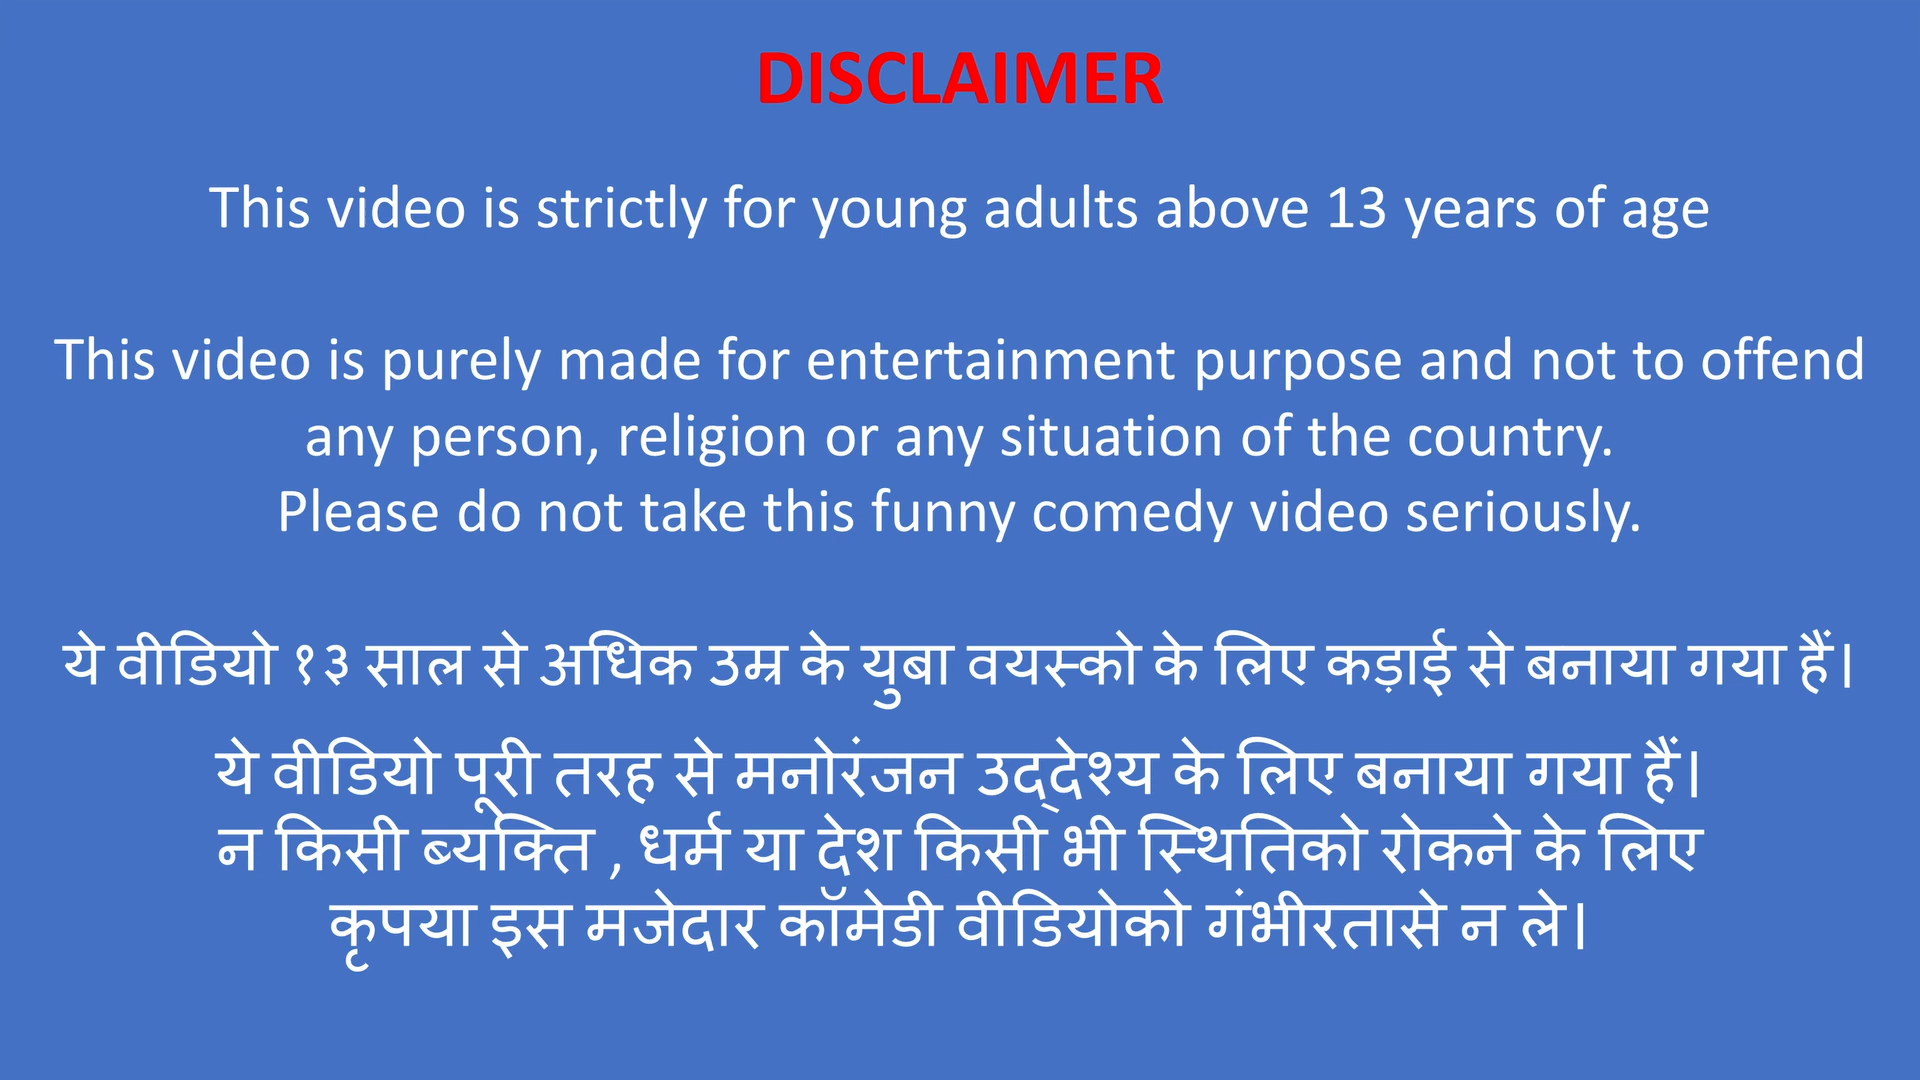 DISCLAIMER
This video is strictly for young adults above 13 years of age
This video is purely made for entertainment purpose and not to offend
any person, religion or any situation of the country.
Please do not take this funny comedy video seriously.
ये वीडियो १३ साल से अधिक उम्र के युबा वयस्को के लिए कड़ाई से बनाया गया हैं।
ये वीडियो पूरी तरह से मनोरंजन उद्देश्य के लिए बनाया गया हैं।
न किसी ब्यक्ति , धर्म या देश किसी भी स्थितिको रोकने के लिए
कृपया इस मजेदार कॉमेडी वीडियोको गंभीरतासे न ले।